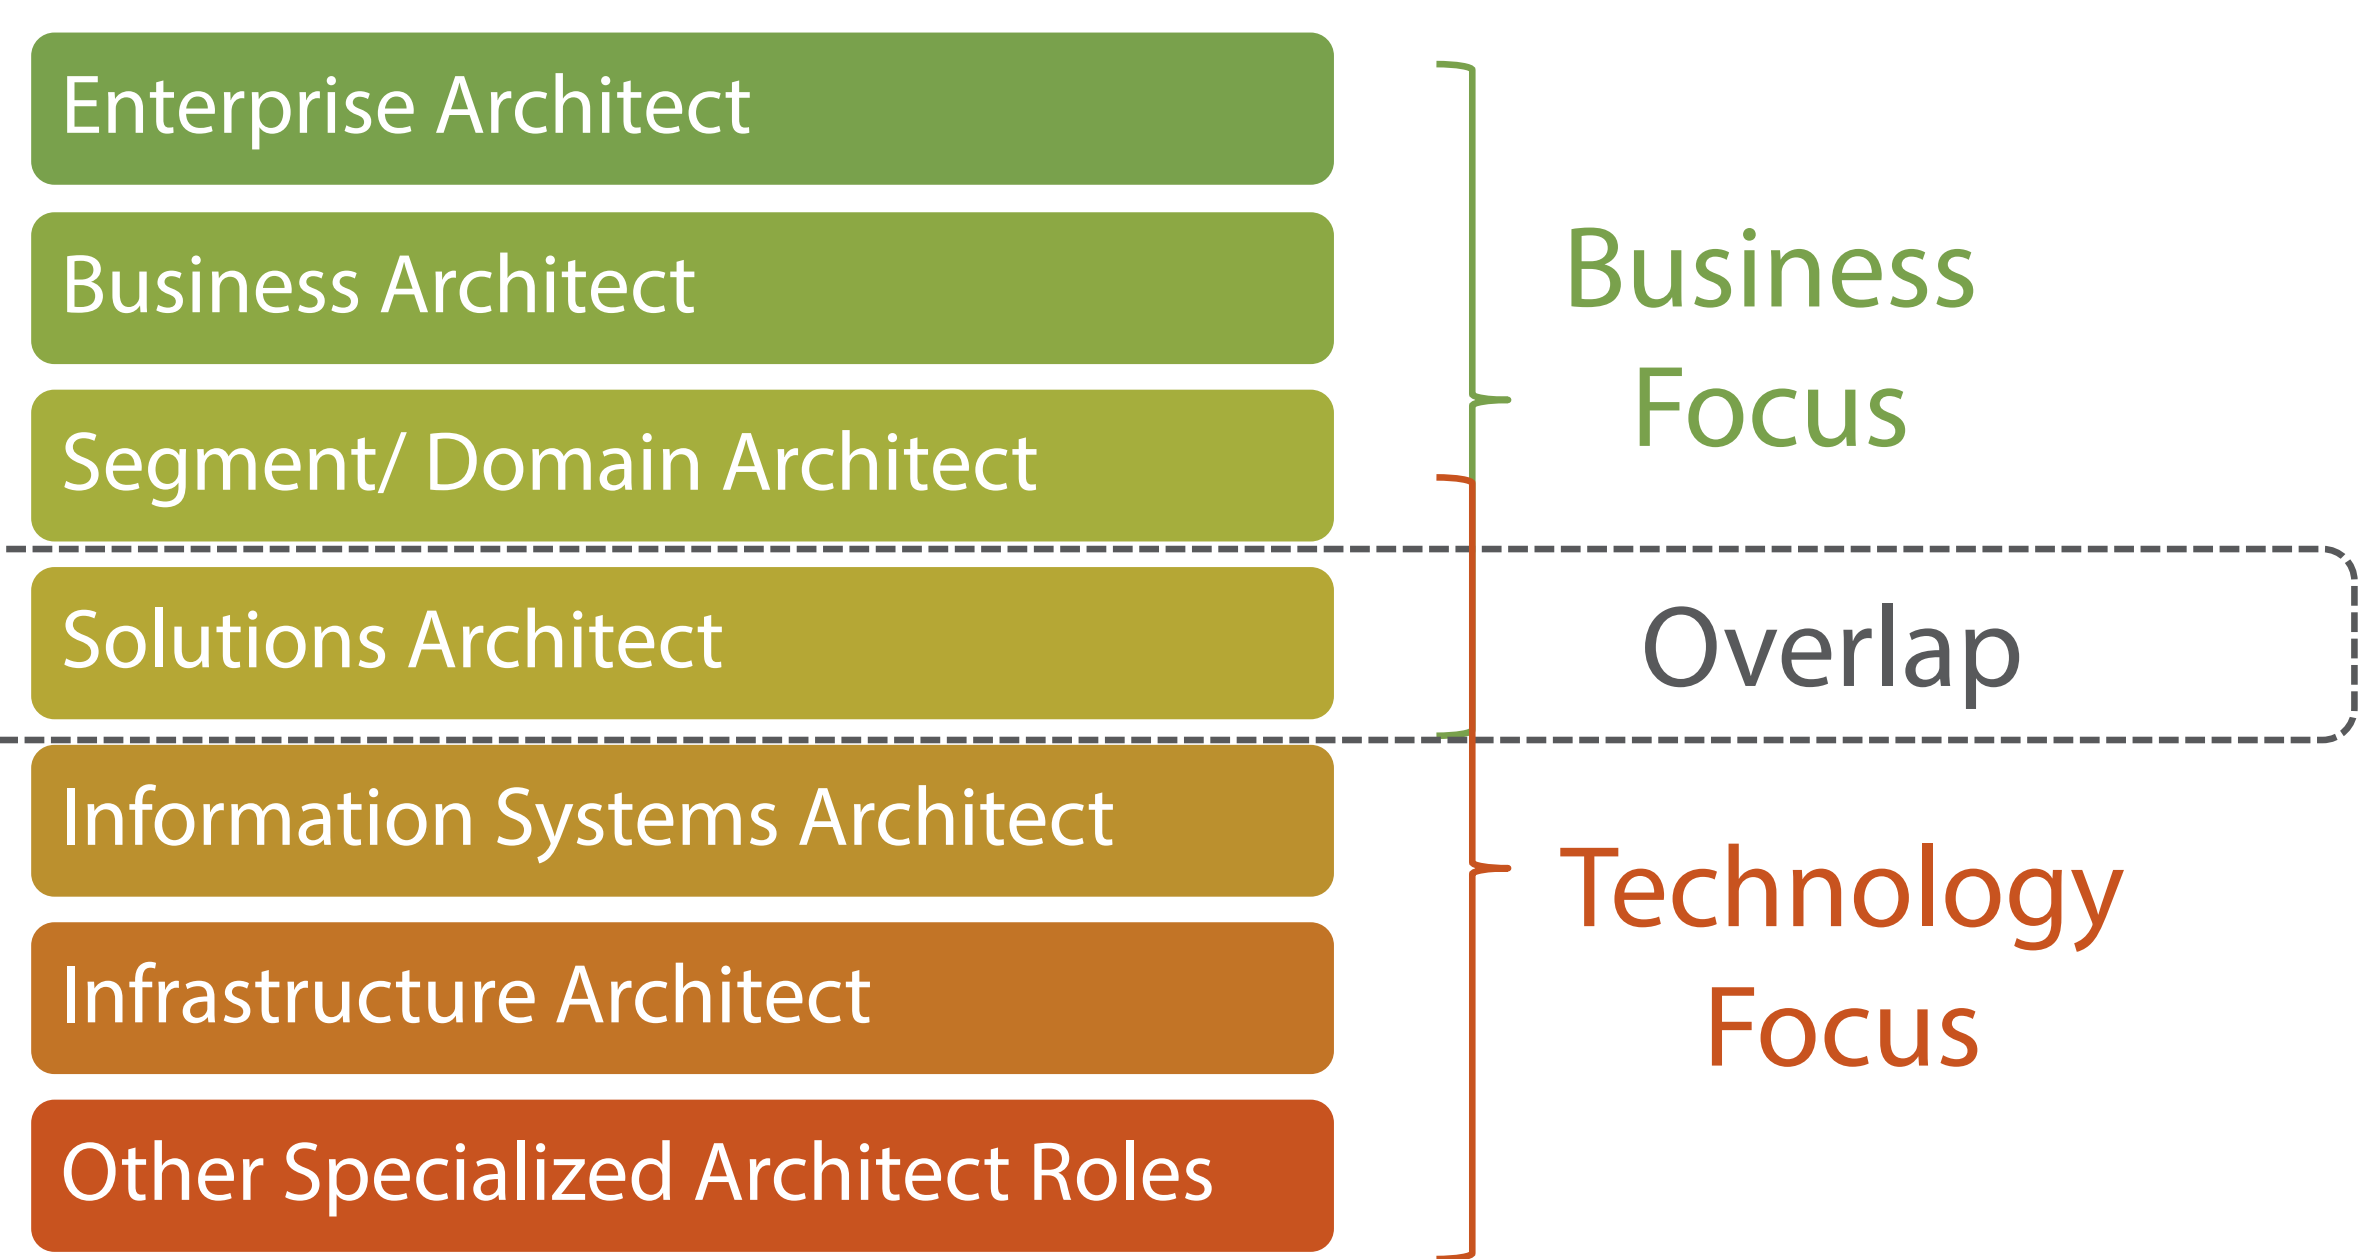 Enterprise Architect
Business Architect
Segment/ Domain Architect
Solutions Architect
Information Systems Architect
Infrastructure Architect
Other Specialized Architect Roles
Business
Focus
Overlap
Technology
Focus